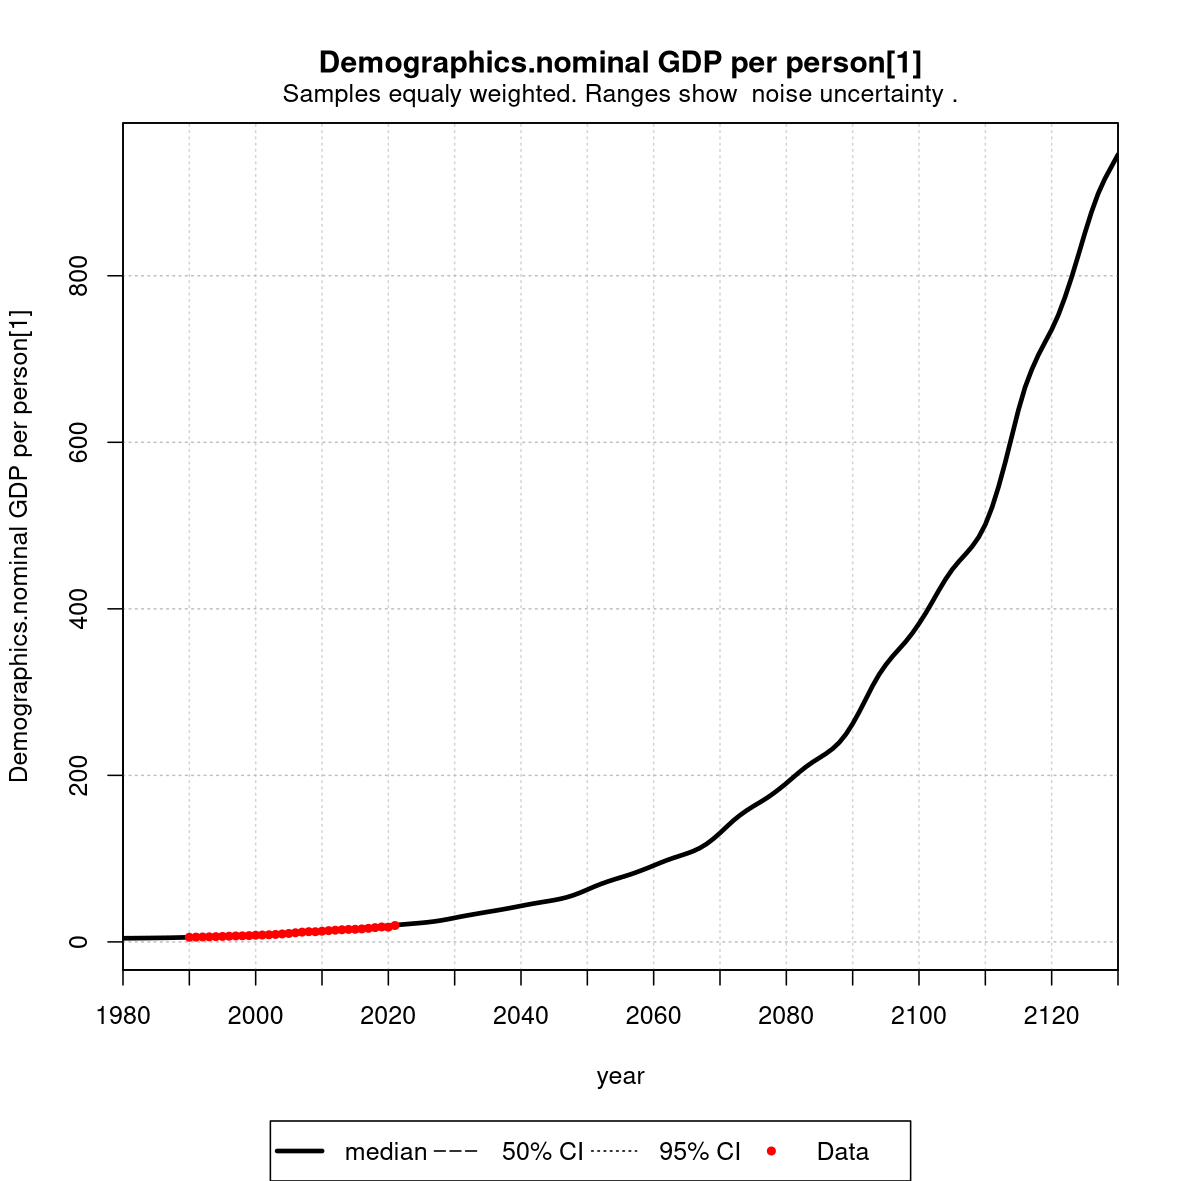 Demographics.nominal GDP per person[1]
Samples equaly weighted. Ranges show  noise uncertainty .
Demographics.nominal GDP per person[1]
800
600
400
200
0
1980 2000 2020 2040 2060 2080 2100 2120
year
median 50% CI 95% CI Data